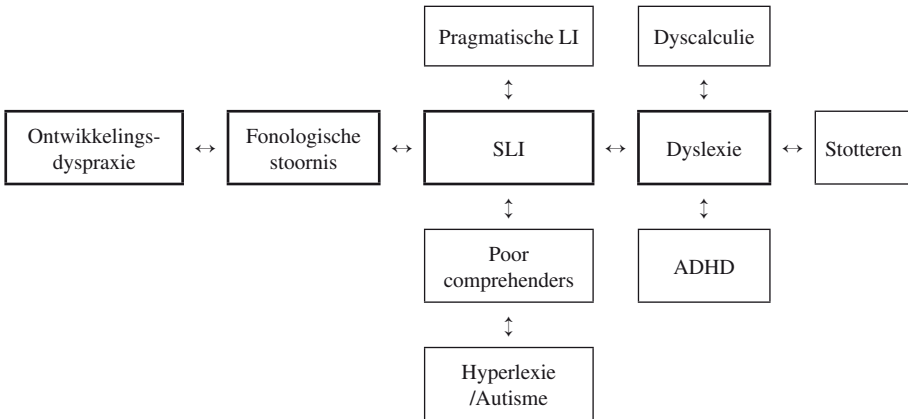 Pragmatische LI
Dyscalculie
Ontwikkelings-
dyspraxie
Fonologische
stoornis
SLI
Dyslexie
Stotteren
Poor
comprehenders
ADHD
Hyperlexie
/Autisme